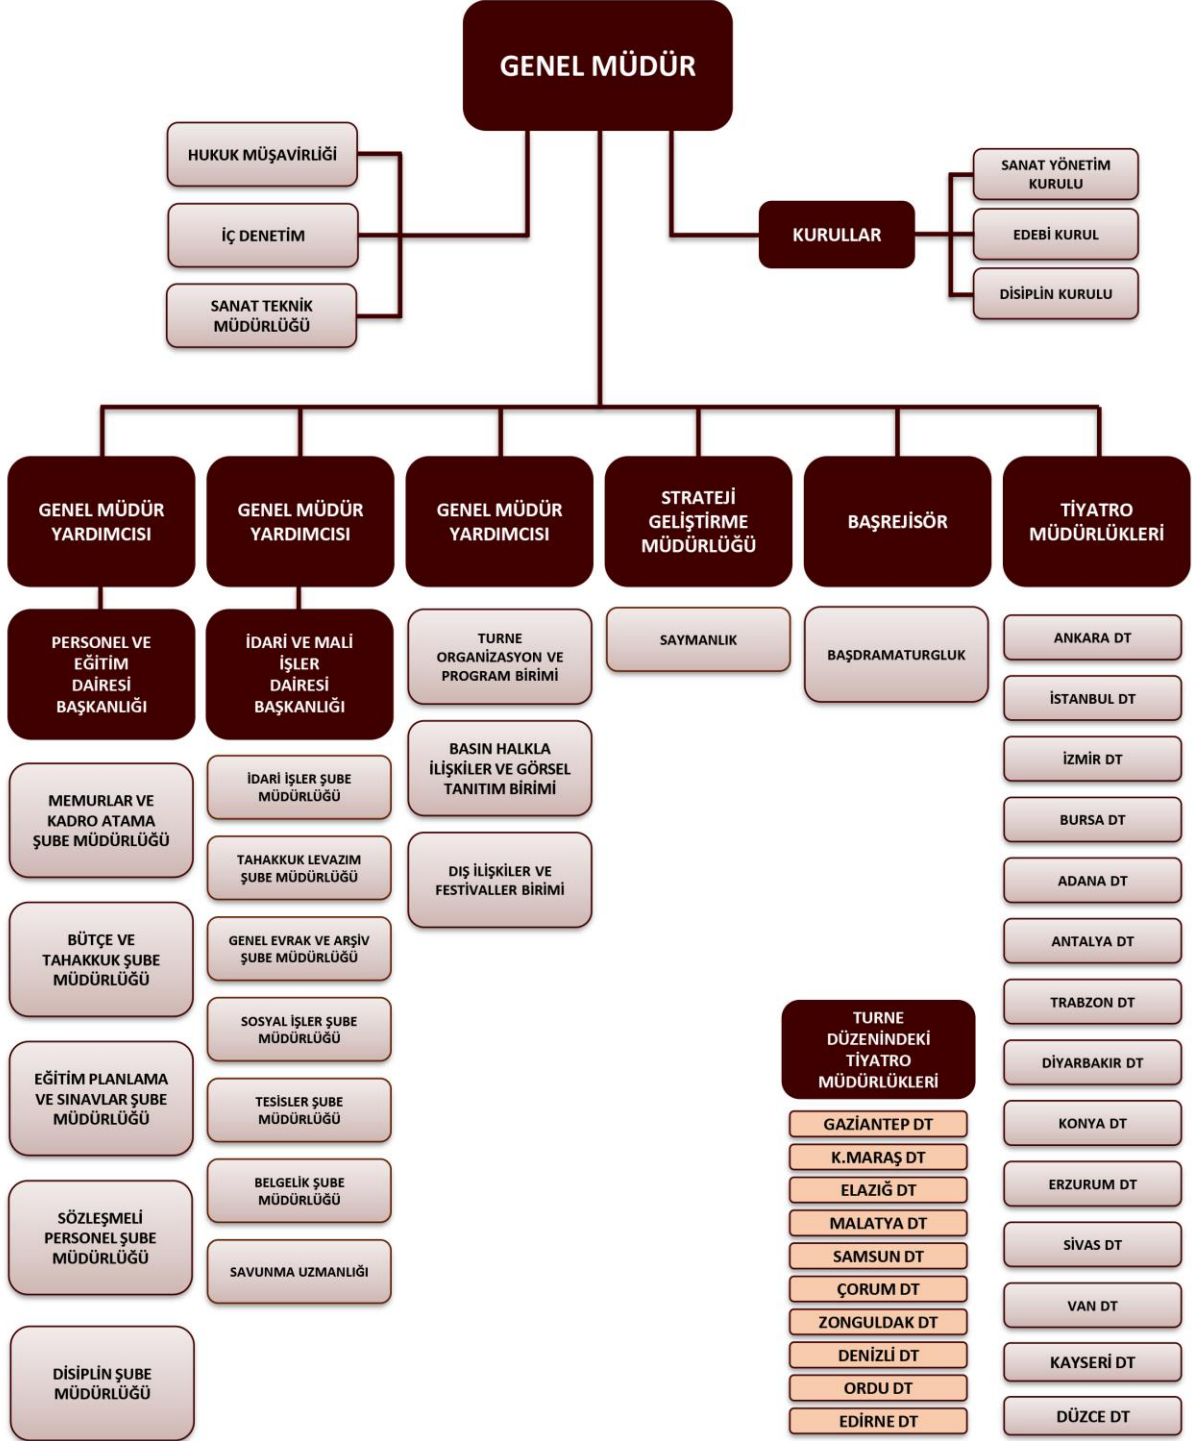 GENEL MÜDÜR
HUKUK MÜŞAVİRLİĞİ
İÇ DENETİM
SANAT TEKNİK
MÜDÜRLÜĞÜ
KURULLAR
SANAT YÖNETİM
KURULU
EDEBİ KURUL
DİSİPLİN KURULU
GENEL MÜDÜR
YARDIMCISI
GENEL MÜDÜR
YARDIMCISI
GENEL MÜDÜR
YARDIMCISI
STRATEJİ
GELİŞTİRME
MÜDÜRLÜĞÜ
BAŞREJİSÖR
TİYATRO
MÜDÜRLÜKLERİ
PERSONEL VE
EĞİTİM
DAİRESİ
BAŞKANLIĞI
MEMURLAR VE
KADRO ATAMA
ŞUBE MÜDÜRLÜĞÜ
BÜTÇE VE
TAHAKKUK ŞUBE
MÜDÜRLÜĞÜ
EĞİTİM PLANLAMA
VE SINAVLAR ŞUBE
MÜDÜRLÜĞÜ
SÖZLEŞMELİ
PERSONEL ŞUBE
MÜDÜRLÜĞÜ
DİSİPLİN ŞUBE
MÜDÜRLÜĞÜ
İDARİ VE MALİ
İŞLER
DAİRESİ
BAŞKANLIĞI
İDARİ İŞLER ŞUBE
MÜDÜRLÜĞÜ
TAHAKKUK LEVAZIM
ŞUBE MÜDÜRLÜĞÜ
GENEL EVRAK VE ARŞİV
ŞUBE MÜDÜRLÜĞÜ
SOSYAL İŞLER ŞUBE
MÜDÜRLÜĞÜ
TESİSLER ŞUBE
MÜDÜRLÜĞÜ
BELGELİK ŞUBE
MÜDÜRLÜĞÜ
SAVUNMA UZMANLIĞI
TURNE
ORGANİZASYON VE
PROGRAM BİRİMİ
BASIN HALKLA
İLİŞKİLER VE GÖRSEL
TANITIM BİRİMİ
DIŞ İLİŞKİLER VE
FESTİVALLER BİRİMİ
SAYMANLIK
BAŞDRAMATURGLUK
TURNE
DÜZENİNDEKİ
TİYATRO
MÜDÜRLÜKLERİ
GAZİANTEP DT
K.MARAŞ DT
ELAZIĞ DT
MALATYA DT
SAMSUN DT
ÇORUM DT
ZONGULDAK DT
DENİZLİ DT
ORDU DT
EDİRNE DT
ANKARA DT
İSTANBUL DT
İZMİR DT
BURSA DT
ADANA DT
ANTALYA DT
TRABZON DT
DİYARBAKIR DT
KONYA DT
ERZURUM DT
SİVAS DT
VAN DT
KAYSERİ DT
DÜZCE DT